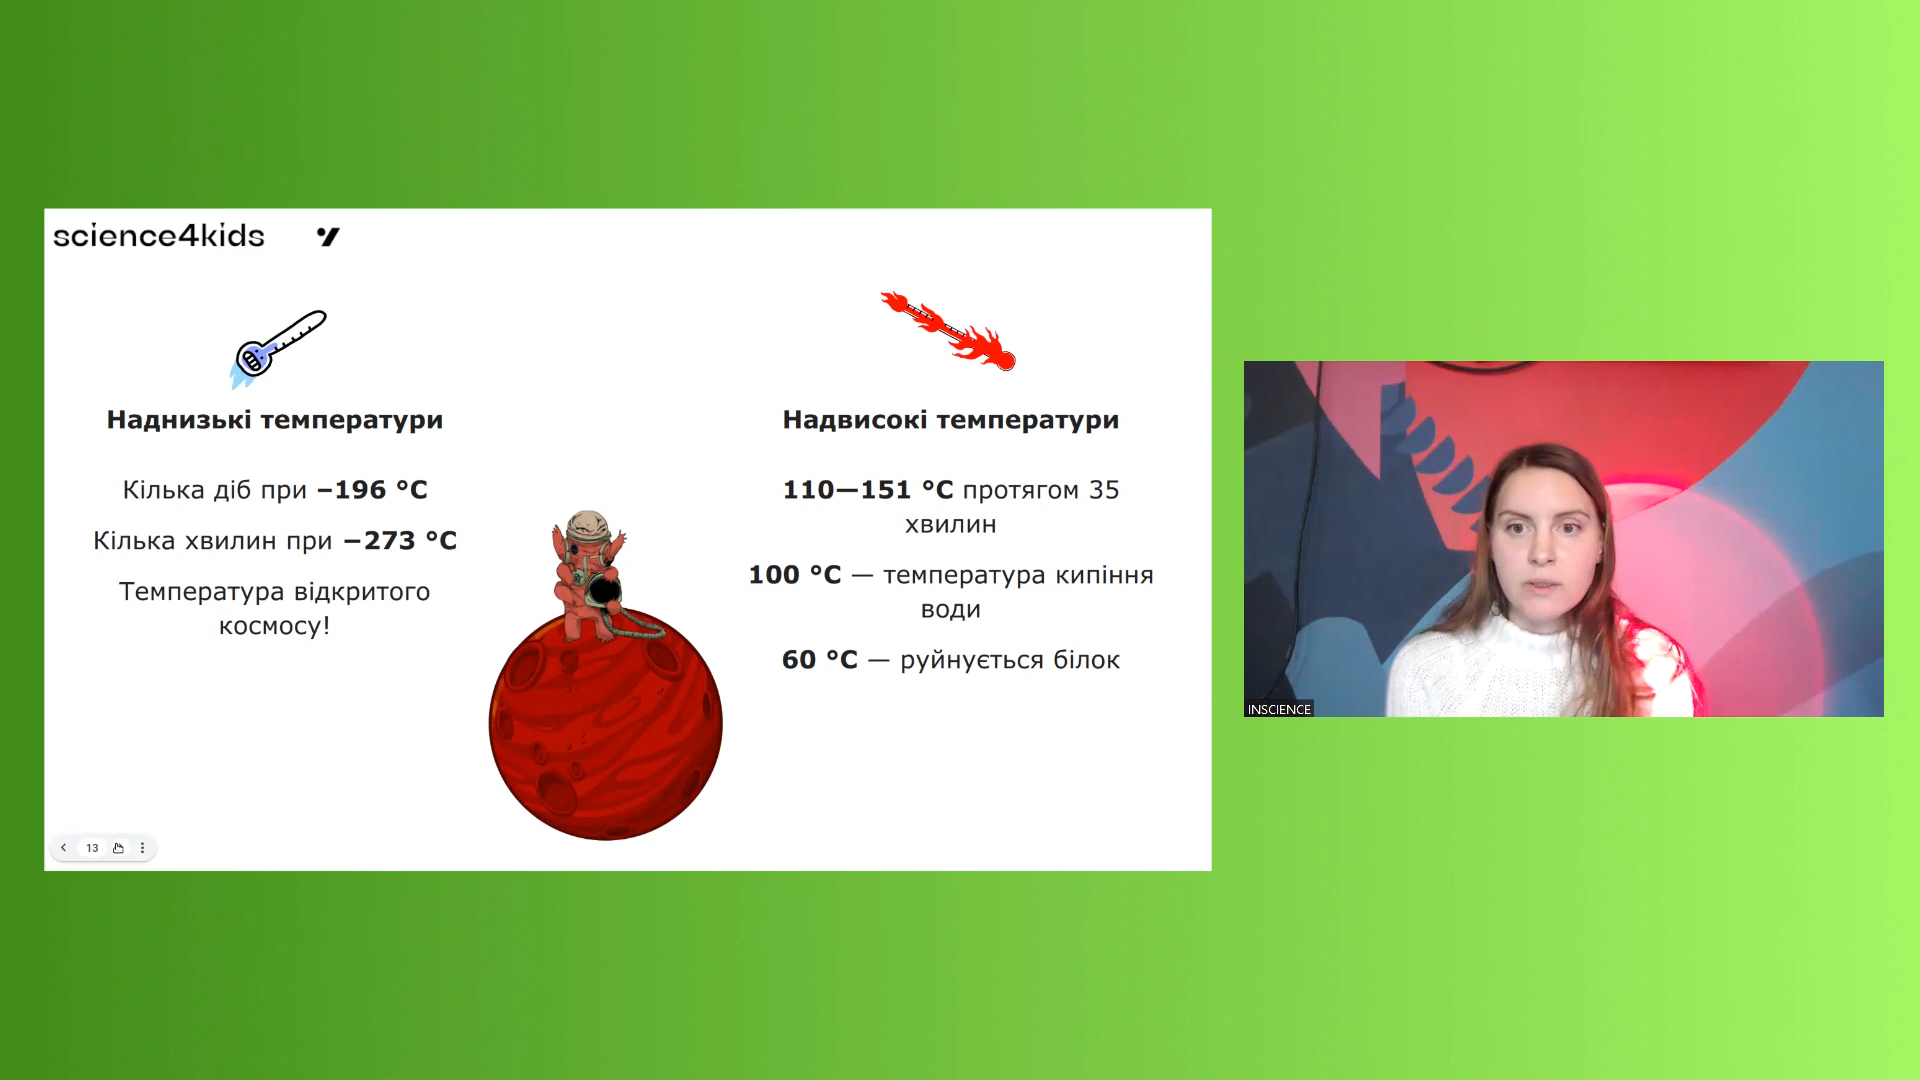 science4kids
Наднизькі температури
Кілька діб при –196 °C
Кілька хвилин при −273 °C
Температура відкритого
космосу!
Надвисокі температури
110—151 °C протягом 35
хвилин
100 °C — температура кипіння
води
60 °C — руйнується білок
13
INSCIENCE